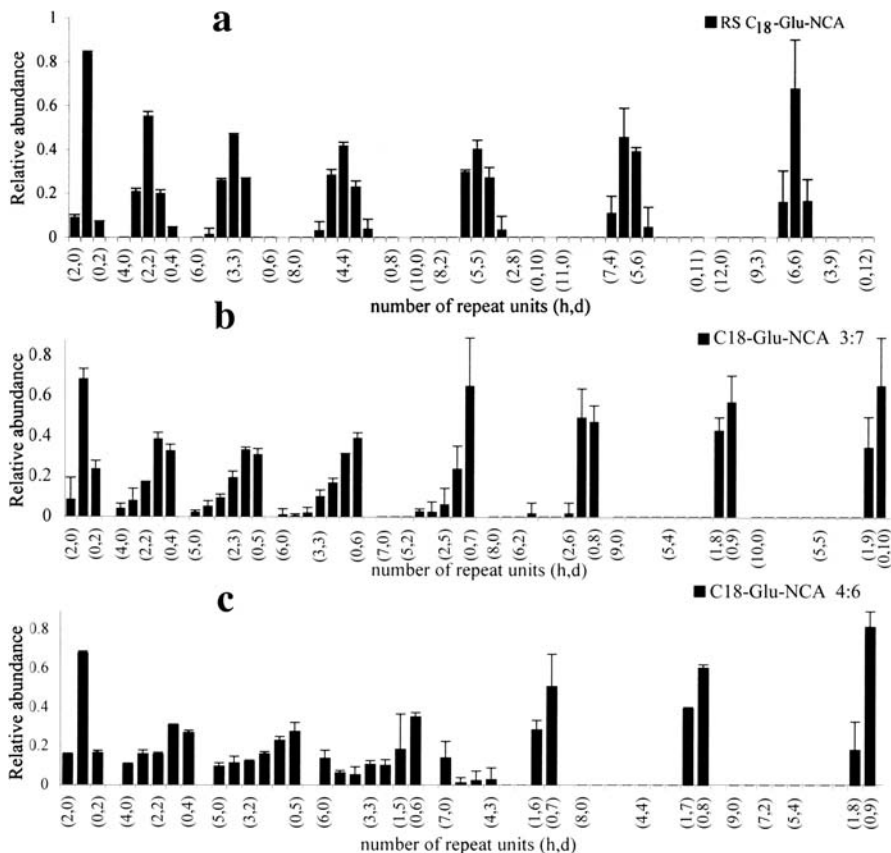 a
RS C18-Glu-NCA
Relative abundance
1
0.8
0.6
0.4
0.2
0
(2,0) (0,2) (4,0) (2,2) (0,4) (6,0) (3,3) (0,6) (8,0) (4,4) (0,8) (10,0) (8,2) (5,5) (2,8) (0,10) (11,0) (7,4) (5,6) (0,11) (12,0) (9,3) (6,6) (3,9) (0,12)
number of repeat units (h,d)
b
C18-Glu-NCA 3:7
Relative abundance
0.8
0.6
0.4
0.2
0
(2,0) (0,2) (4,0) (2,2) (0,4) (5,0) (2,3) (0,5) (6,0) (3,3) (0,6) (7,0) (5,2) (2,5) (0,7) (8,0) (6,2) (2,6) (0,8) (9,0) (5,4) (1,8) (0,9) (10,0) (5,5) (1,9) (0,10)
number of repeat units (h,d)
c
C18-Glu-NCA 4:6
Relative abundance
0.8
0.6
0.4
0.2
0
(2,0) (0,2) (4,0) (2,2) (0,4) (5,0) (3,2) (0,5) (6,0) (3,3) (1,5) (0,6) (7,0) (4,3) (1,6) (0,7) (8,0) (4,4) (1,7) (0,8) (9,0) (7,2) (5,4) (1,8) (0,9)
number of repeat units (h,d)